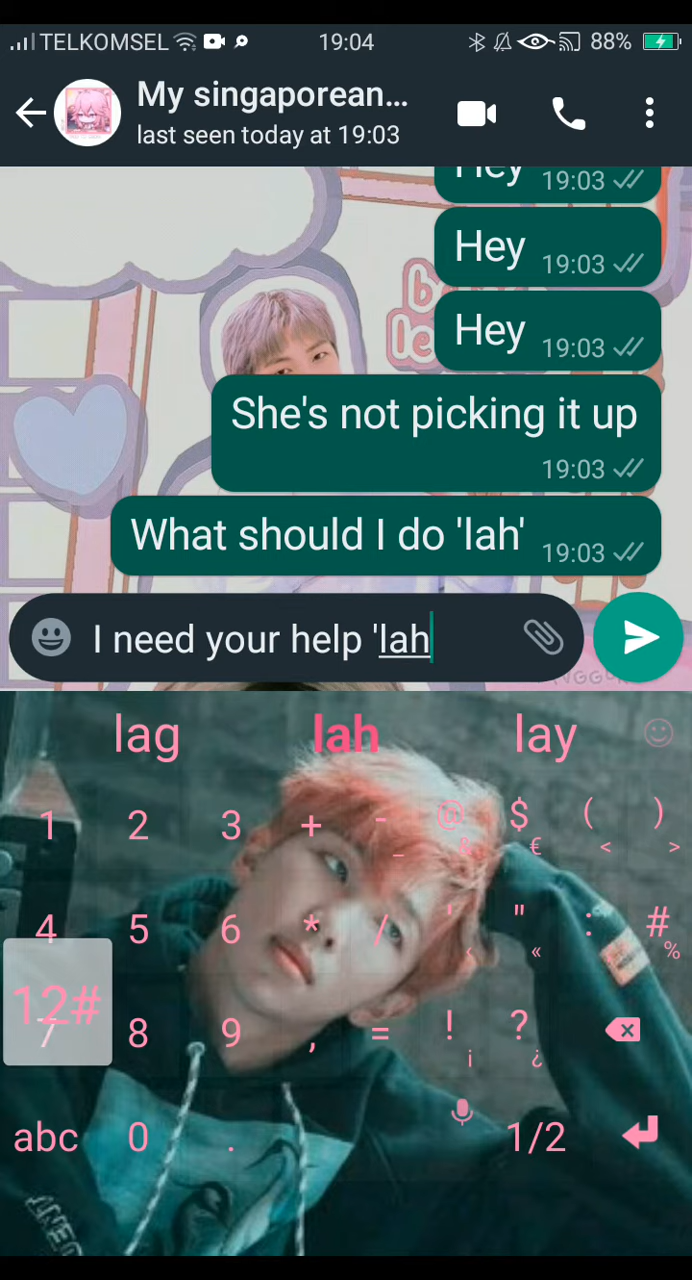 TELKOMSEL 19:04 88%
My singaporean...
last seen today at 19:03
Hey 19:03
Hey 19:03
Hey 19:03
She's not picking it up
19:03
What should I do 'lah' 19:03
I need your help 'lah
lag lah lay
1 2 3 + - _ @ & $ € ( < ) >
4 5 6 * / ' ‹ " « : # %
12#
7 8 9 , = ! ¡ ? ¿
abc 0 . 1/2